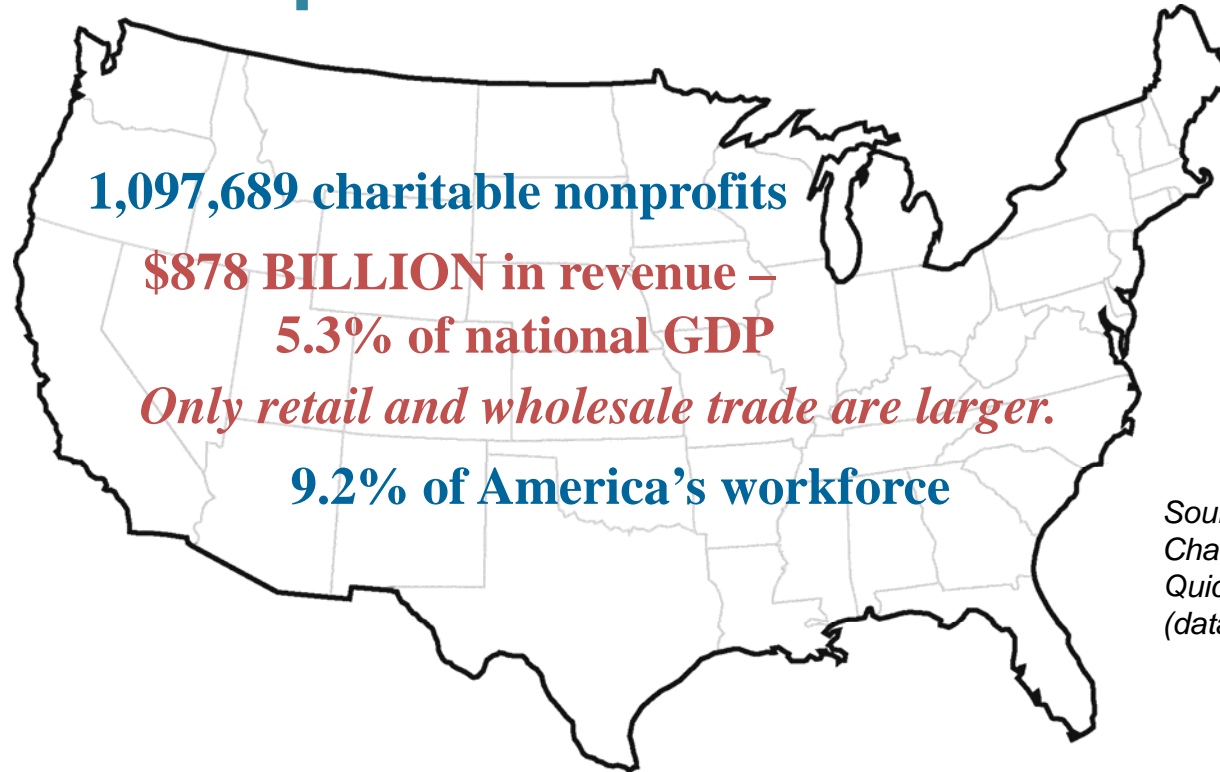 1,097,689 charitable nonprofits
$878 BILLION in revenue –
5.3% of national GDP
Only retail and wholesale trade are larger.
9.2% of America’s workforce